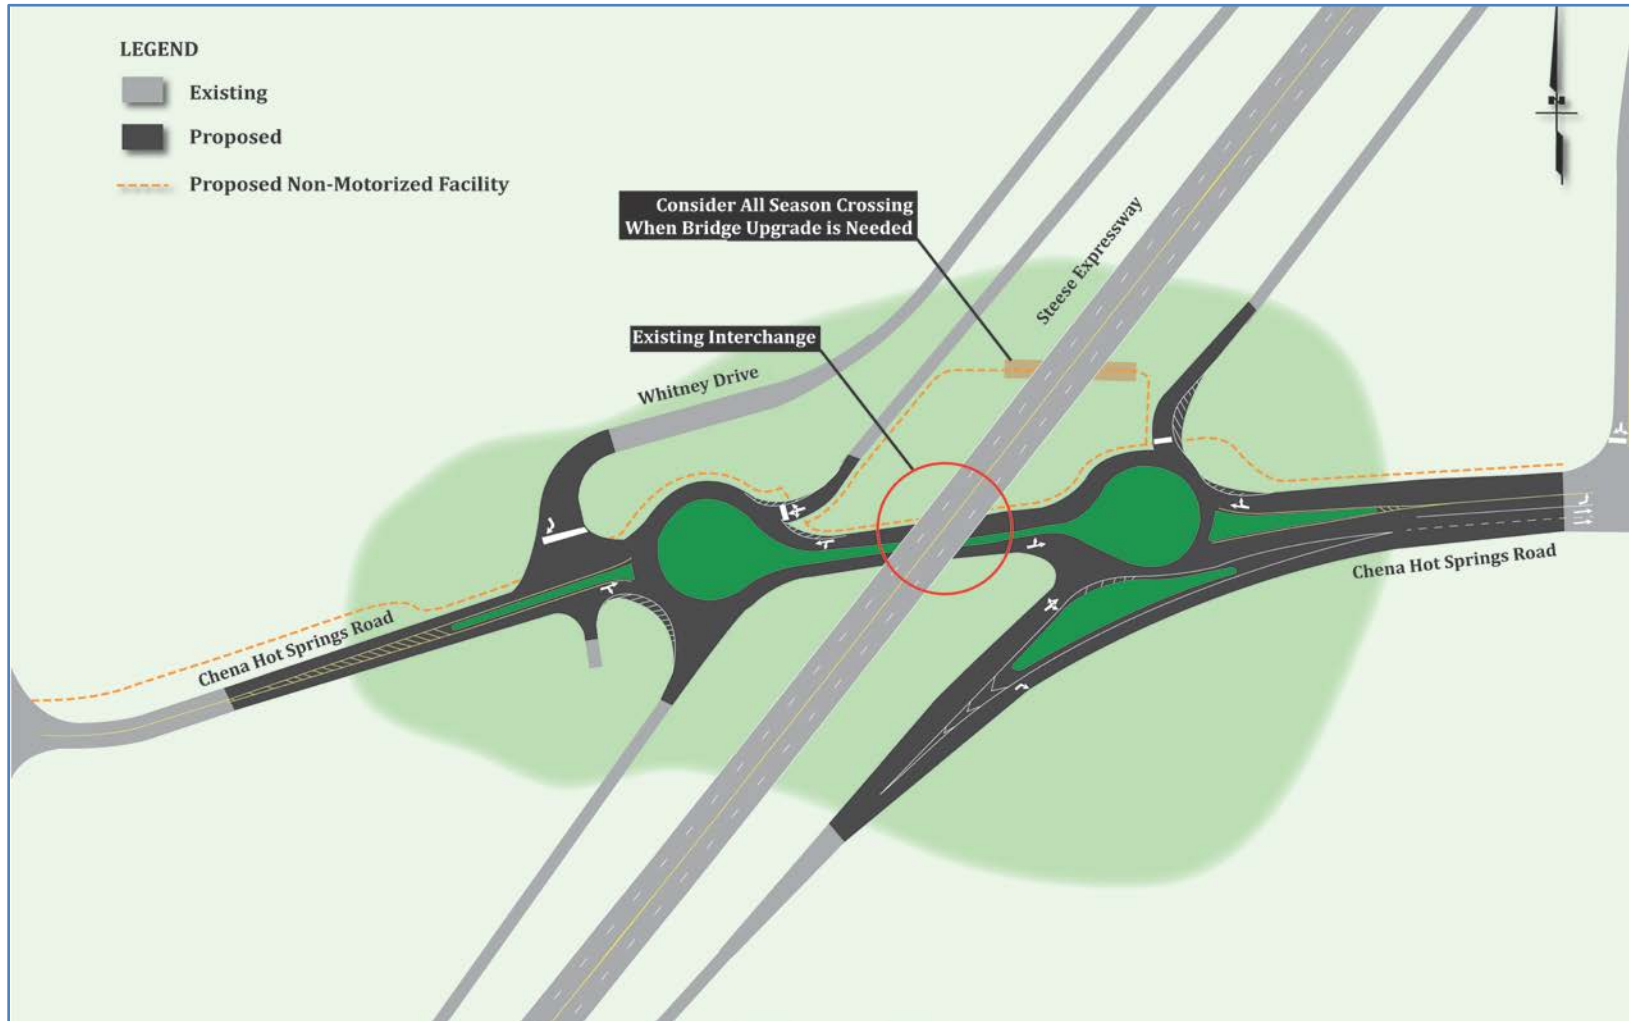 LEGEND
Existing
Proposed
Proposed Non-Motorized Facility
N
Consider All Season Crossing
When Bridge Upgrade is Needed
Steese Expressway
Existing Interchange
Whitney Drive
Chena Hot Springs Road
Chena Hot Springs Road